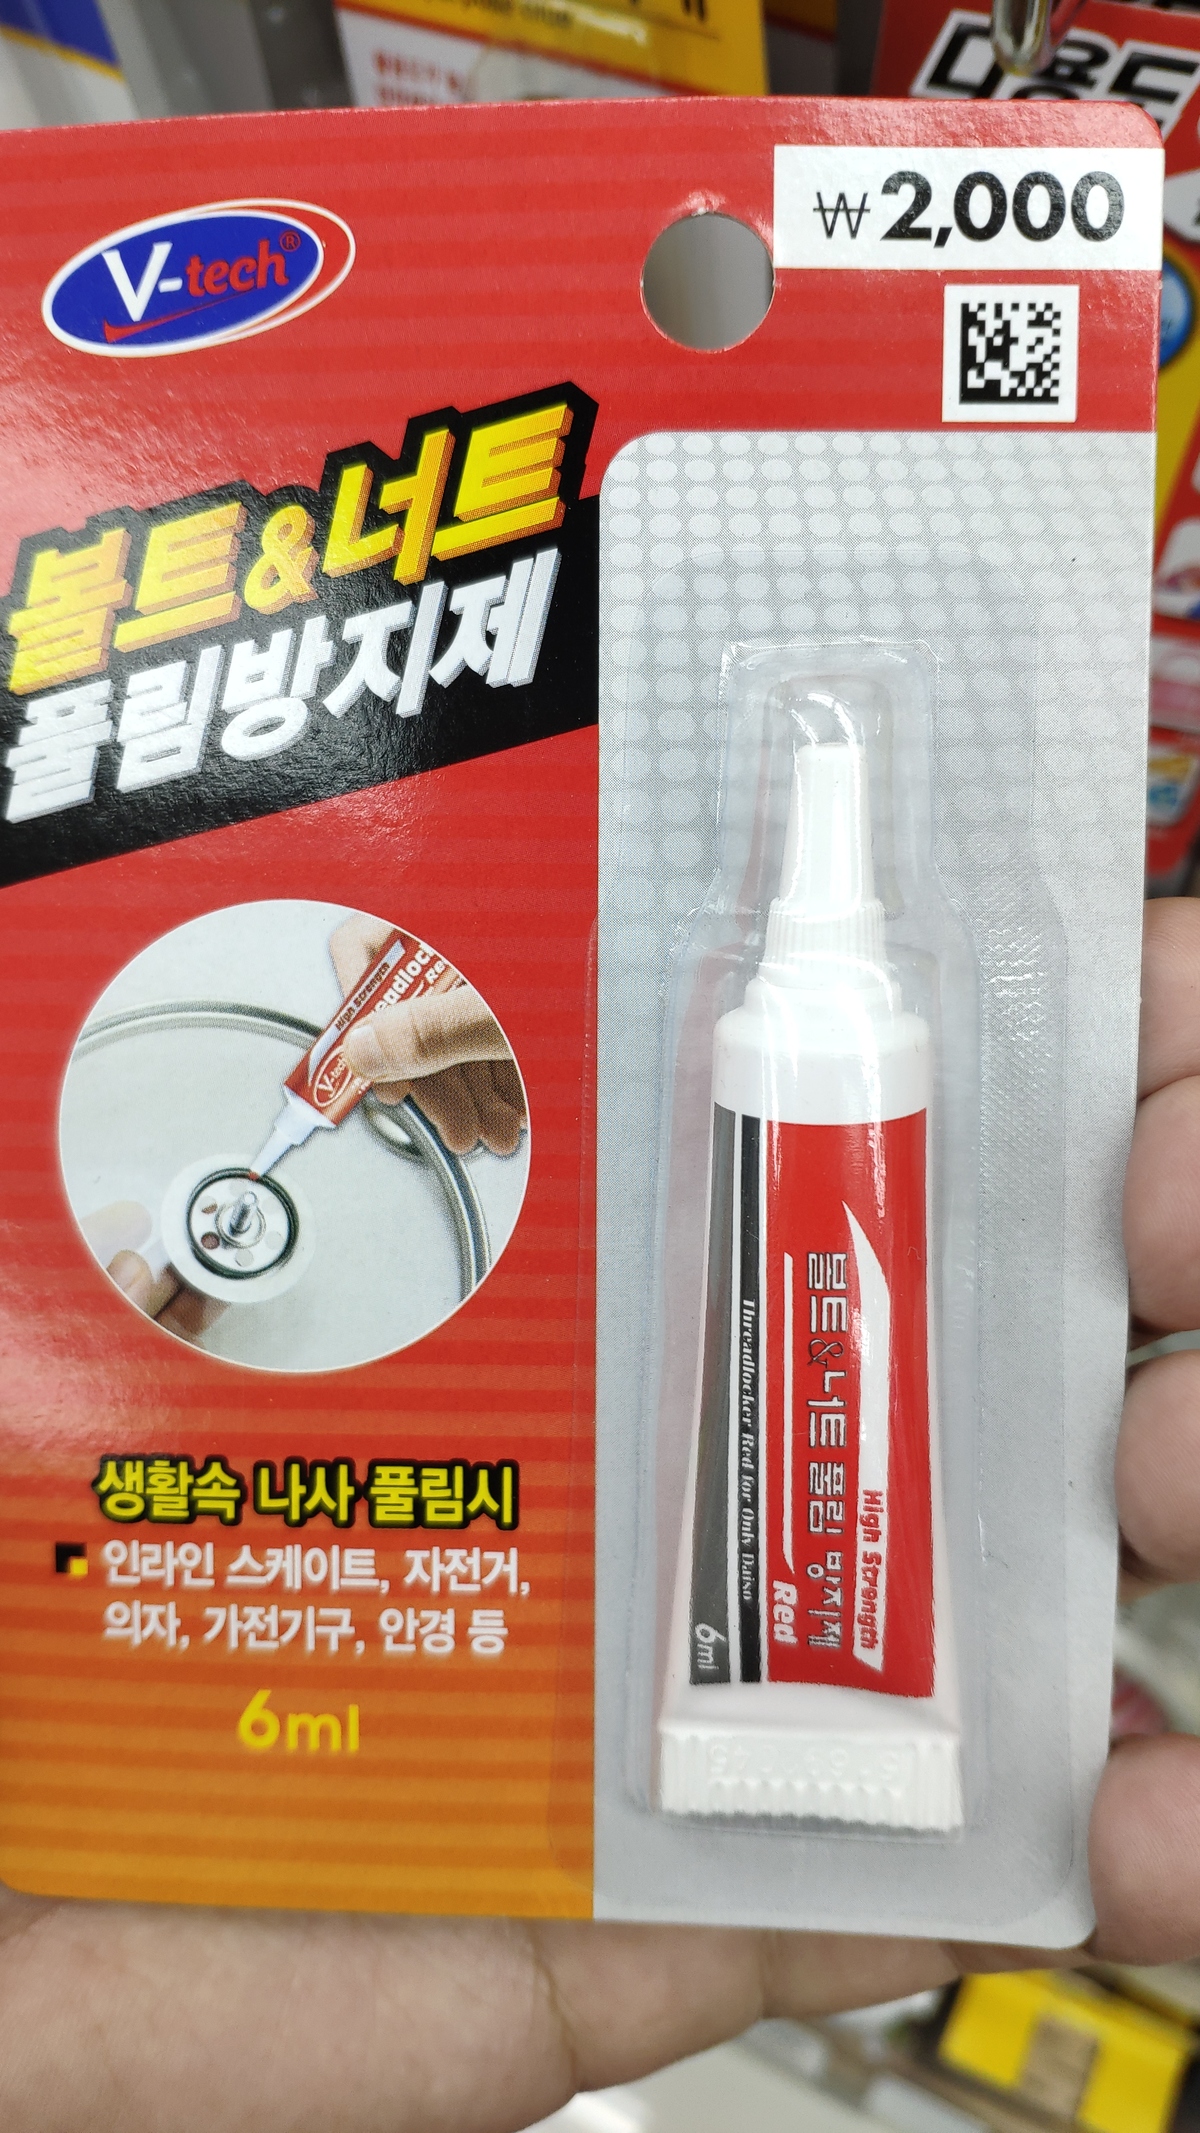 ₩2,000
V-tech®
볼트&너트
풀림방지제
High Strength
V-tech
생활속 나사 풀림시
인라인 스케이트, 자전거,
의자, 가전기구, 안경 등
6ml
High Strength
볼트&너트 풀림 방지제
Red
Threadlocker Red for Only Daiso
6ml